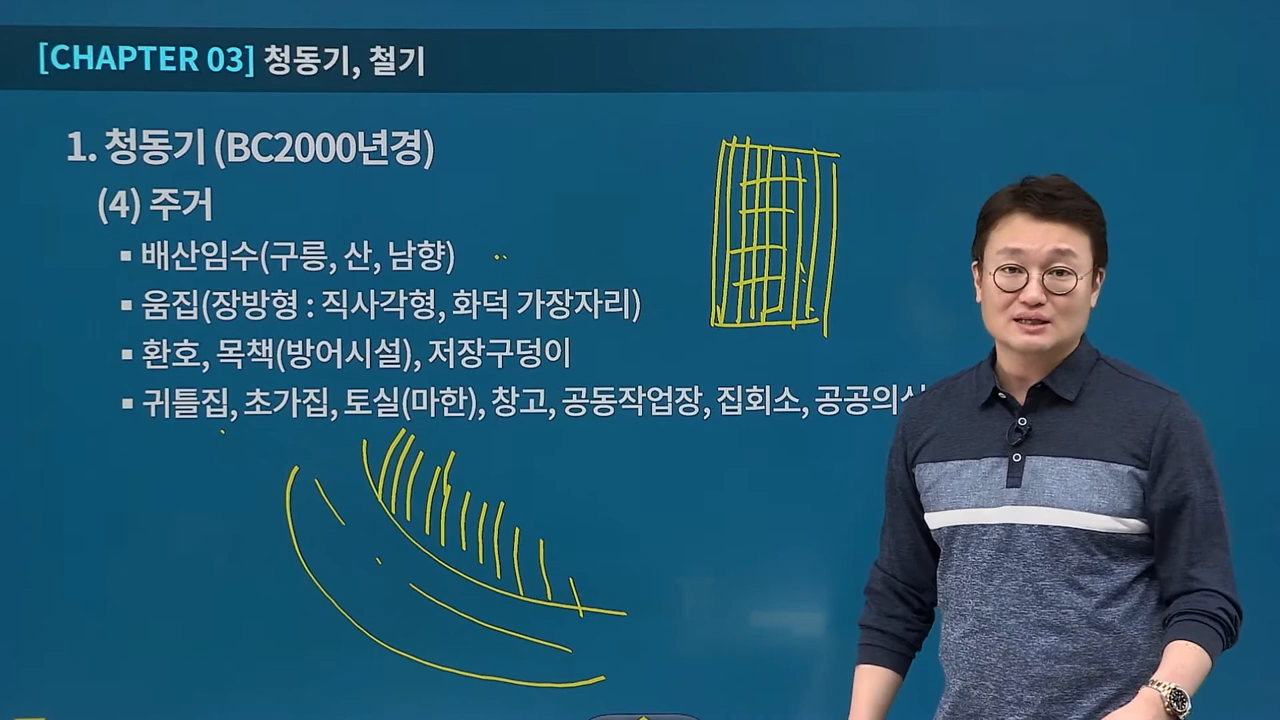 [CHAPTER 03] 청동기, 철기
1. 청동기 (BC2000년경)
(4) 주거
▪ 배산임수(구릉, 산, 남향)
▪ 움집(장방형 : 직사각형, 화덕 가장자리)
▪ 환호, 목책(방어시설), 저장구덩이
▪ 귀틀집, 초가집, 토실(마한), 창고, 공동작업장, 집회소,